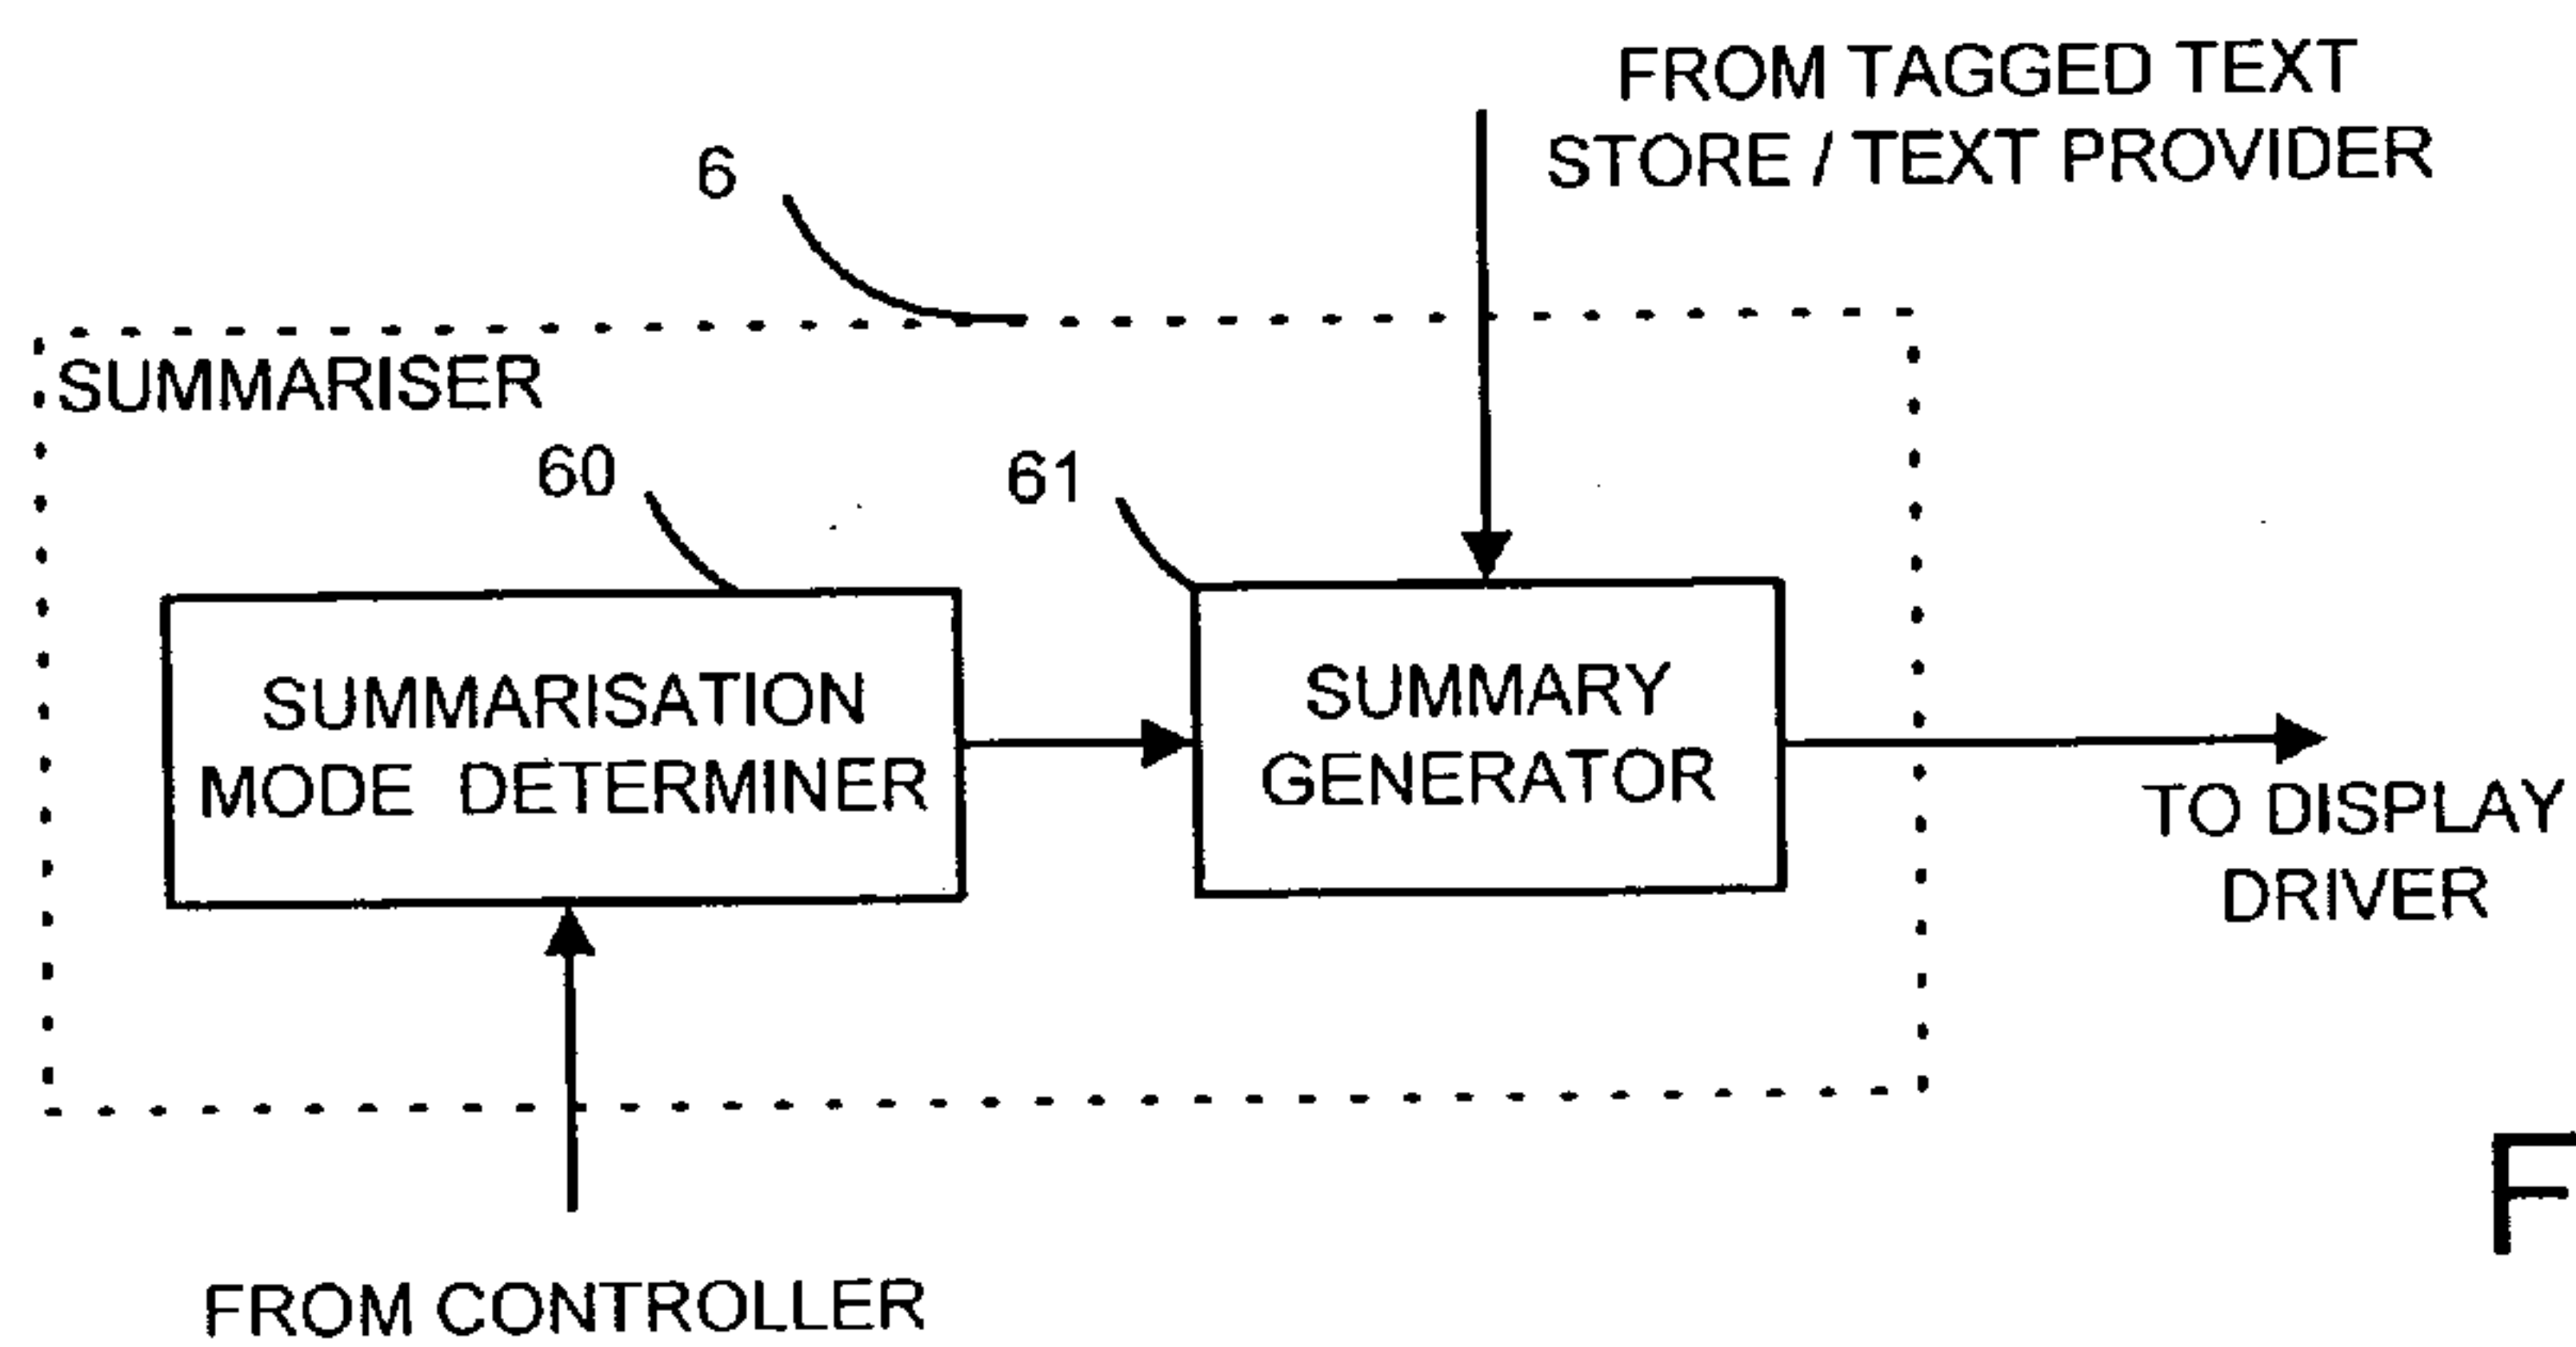 FROM TAGGED TEXT
STORE / TEXT PROVIDER
6
SUMMARISER
60
61
SUMMARISATION
MODE DETERMINER
SUMMARY
GENERATOR
TO DISPLAY
DRIVER
FROM CONTROLLER
F